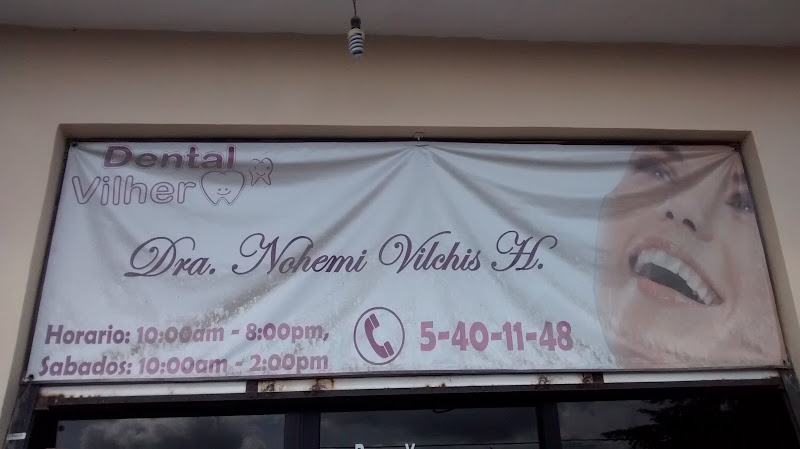 Dental
Vilher
Dra. Nohemi Vilchis H.
Horario: 10:00am - 8:00pm,
Sabados: 10:00am - 2:00pm
5-40-11-48